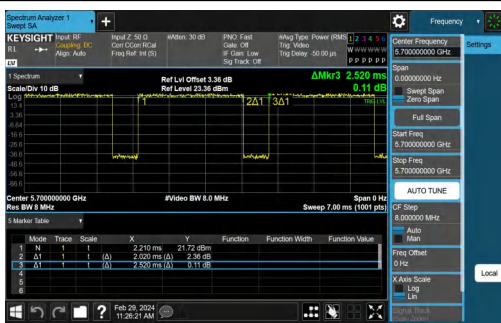 Spectrum Analyzer 1
Swept SA
Frequency
KEYSIGHT Input: RF Input Z: 50 Ω #Atten: 30 dB PNO: Fast #Avg Type: Power (RMS 1 2 3 4 5 6
RL Coupling: DC Corr CCorr RCal Gate: Off Trig: Video W W W W W W
Align: Auto Freq Ref: Int (S) IF Gain: Low Trig Delay: -50.00 µs P P P P P P
Sig Track: Off
Center Frequency
5.700000000 GHz
Settings
Span
0.00000000 Hz
Swept Span
Zero Span
Full Span
Start Freq
5.700000000 GHz
Stop Freq
5.700000000 GHz
AUTO TUNE
CF Step
8.000000 MHz
Auto
Man
Freq Offset
0 Hz
X Axis Scale
Log
Lin
Local
1 Spectrum
Scale/Div 10 dB
Ref Lvl Offset 3.36 dB
Ref Level 23.36 dBm
ΔMkr3 2.520 ms
0.11 dB
Log
13.4
3.36
-6.64
-16.6
-26.6
-36.6
-46.6
-56.6
-66.6
1
2Δ1
3Δ1
TRIG LVL
Center 5.700000000 GHz #Video BW 8.0 MHz Span 0 Hz
Res BW 8 MHz Sweep 7.00 ms (1001 pts)
5 Marker Table
Mode Trace Scale X Y Function Function Width Function Value
1 N 1 t 2.210 ms 21.72 dBm
2 Δ1 1 t (Δ) 2.020 ms (Δ) 2.36 dB
3 Δ1 1 t (Δ) 2.520 ms (Δ) 0.11 dB
4
5
6
Feb 29, 2024
11:26:21 AM